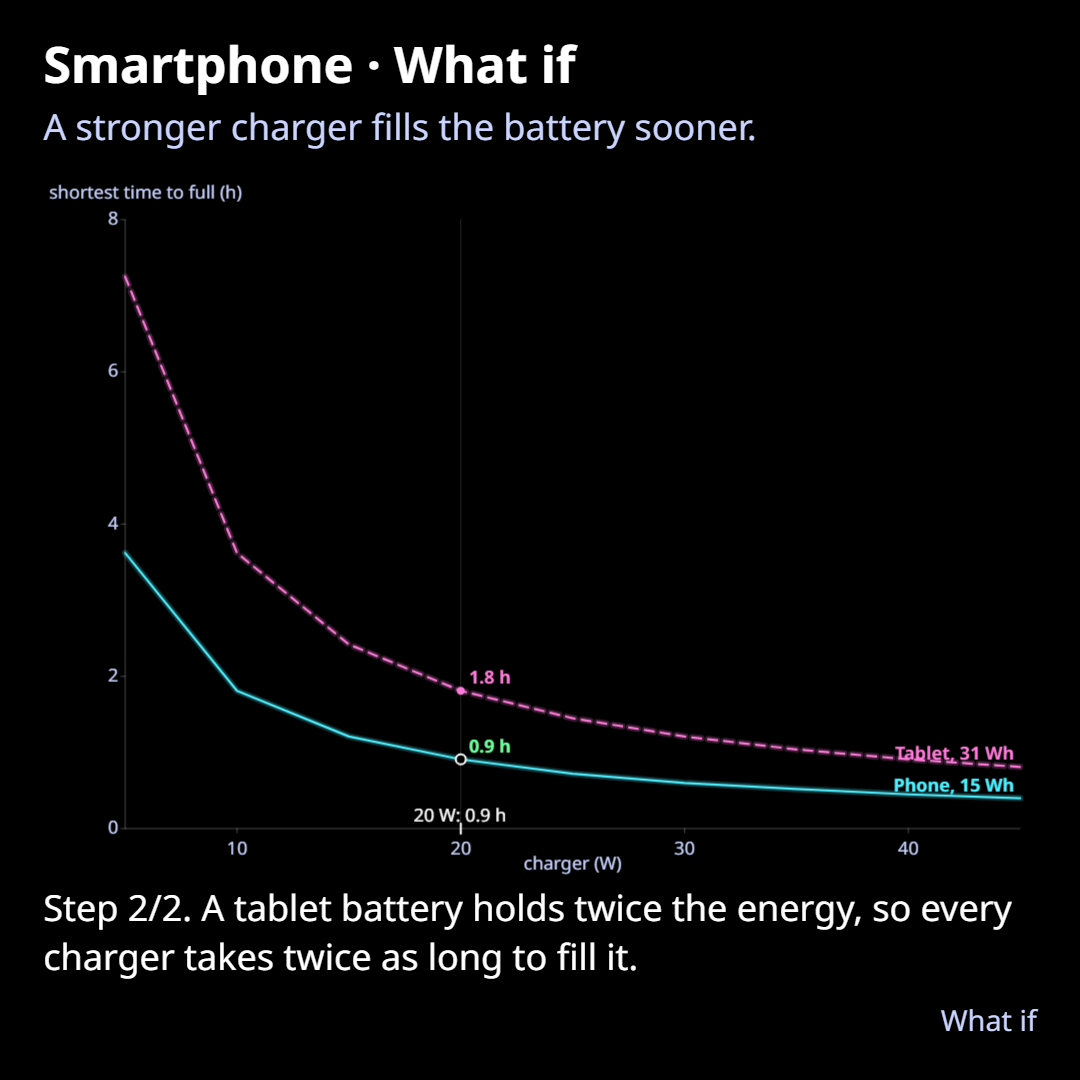 Smartphone · What if
A stronger charger fills the battery sooner.
shortest time to full (h)
8
6
4
2
0
1.8 h
0.9 h
Tablet, 31 Wh
Phone, 15 Wh
20 W: 0.9 h
10
20
30
40
charger (W)
Step 2/2. A tablet battery holds twice the energy, so every
charger takes twice as long to fill it.
What if